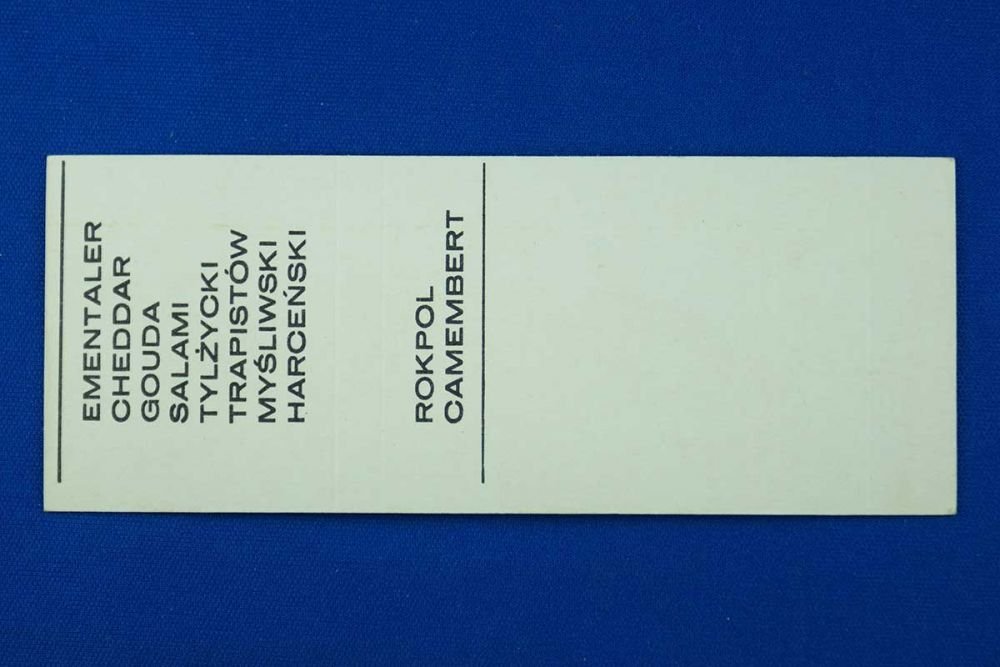 EMENTALER
CHEDDAR
GOUDA
SALAMI
TYLŻYCKI
TRAPISTÓW
MYŚLIWSKI
HARCEŃSKI
ROKPOL
CAMEMBERT